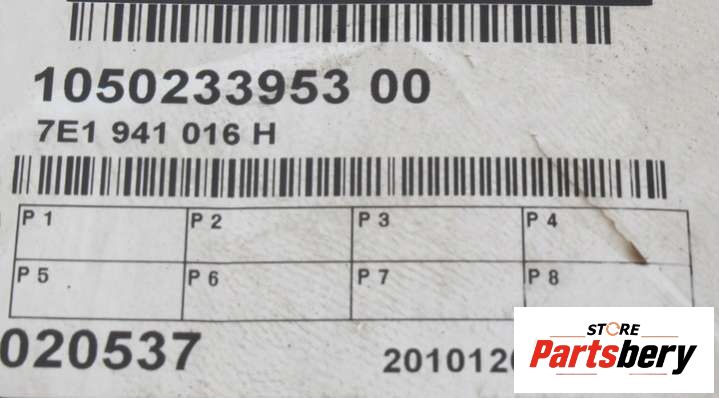 1050233953 00
7E1 941 016 H
P 1 P 2 P 3 P 4
P 5 P 6 P 7 P 8
020537
STORE
Partsbery